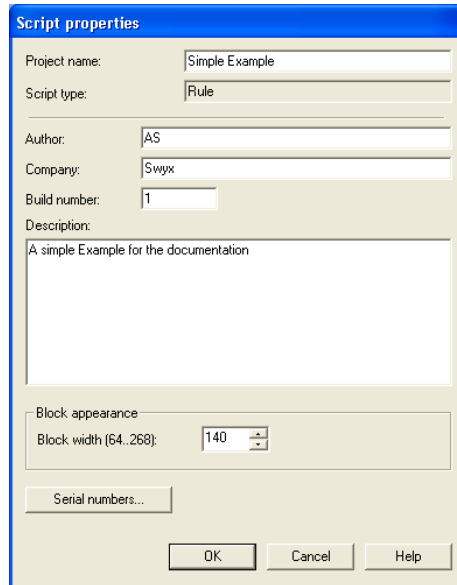 Script properties
Project name: Simple Example
Script type: Rule
Author: AS
Company: Swyx
Build number: 1
Description:
A simple Example for the documentation
Block appearance
Block width (64..268): 140
Serial numbers...
OK Cancel Help